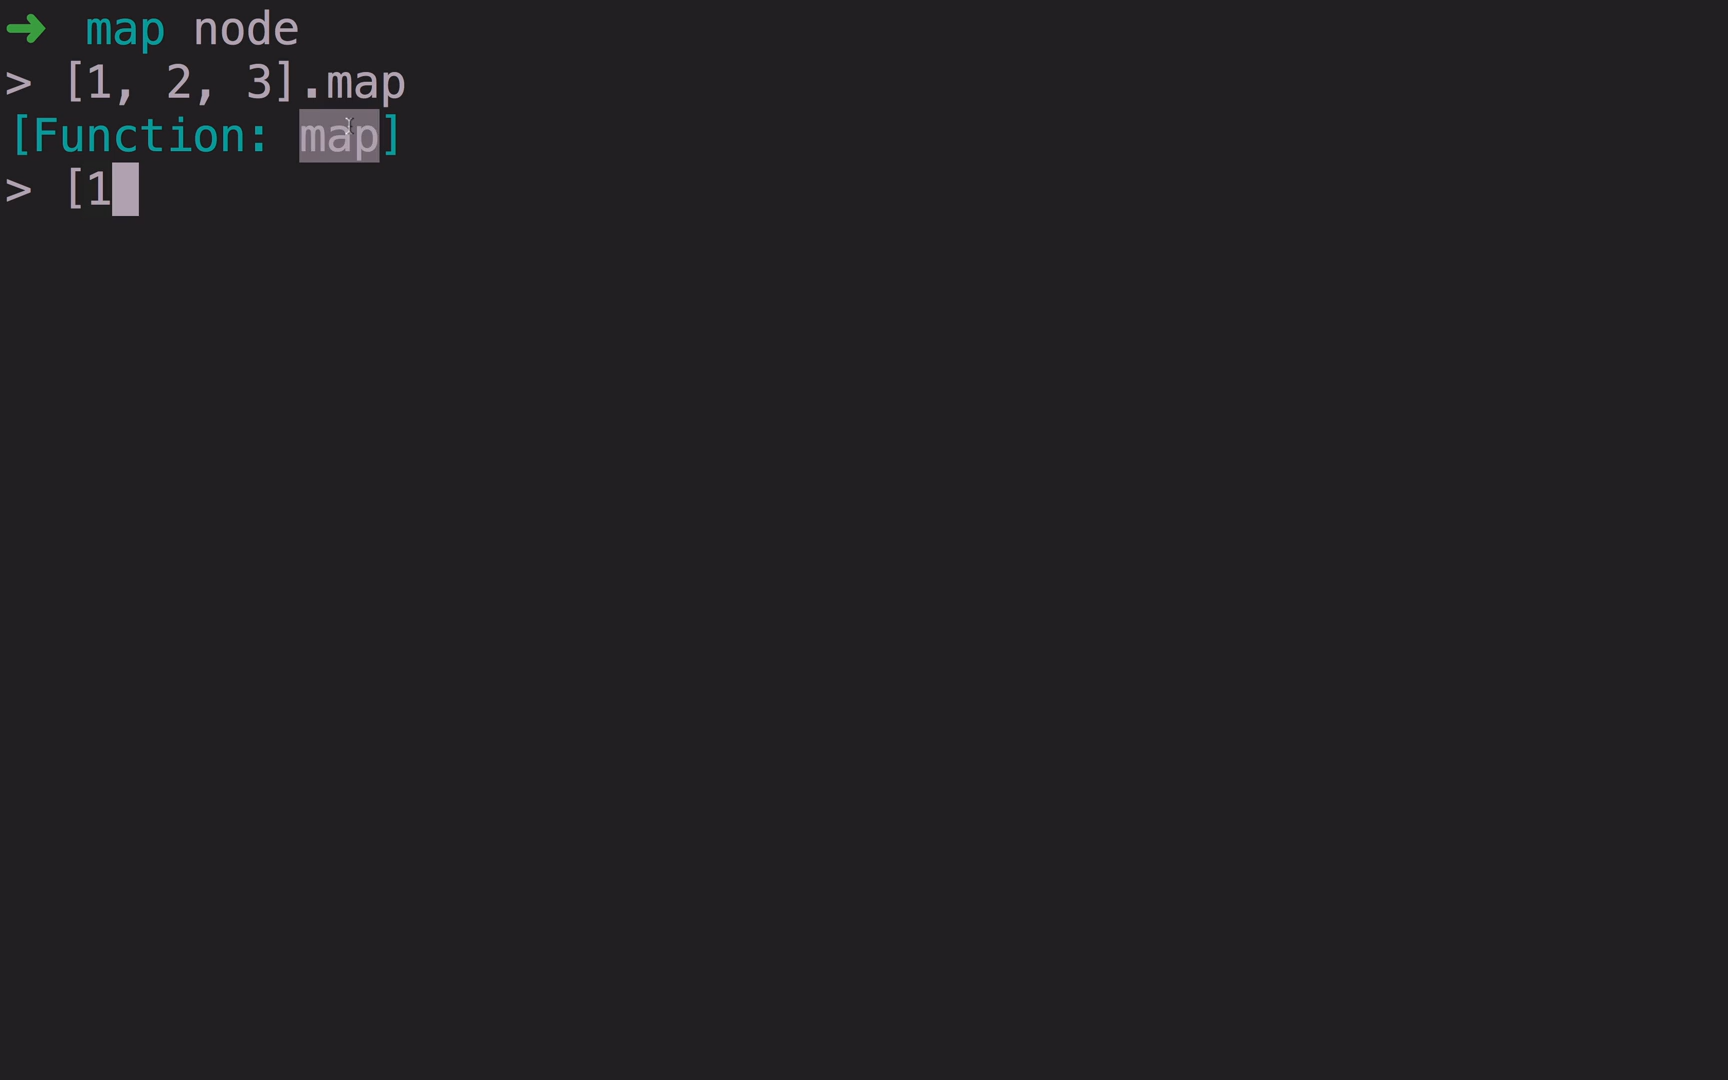 ➜ map node
> [1, 2, 3].map
[Function: map]
> [1